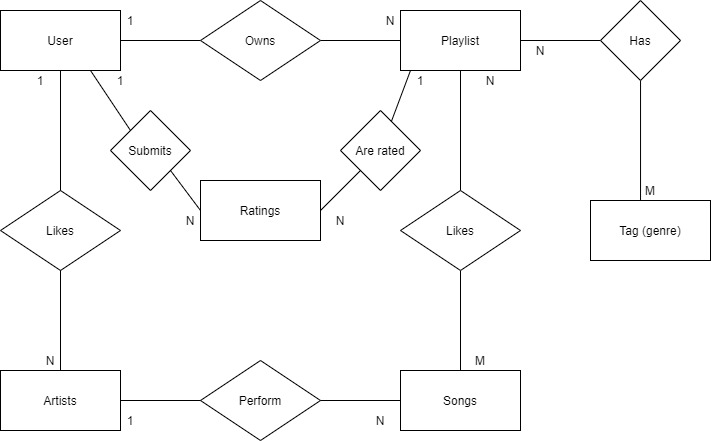 1
N
User
Owns
Playlist
Has
N
1
1
1
N
Submits
Are rated
M
N
Ratings
N
Likes
Likes
Tag (genre)
N
M
Artists
Perform
Songs
1
N